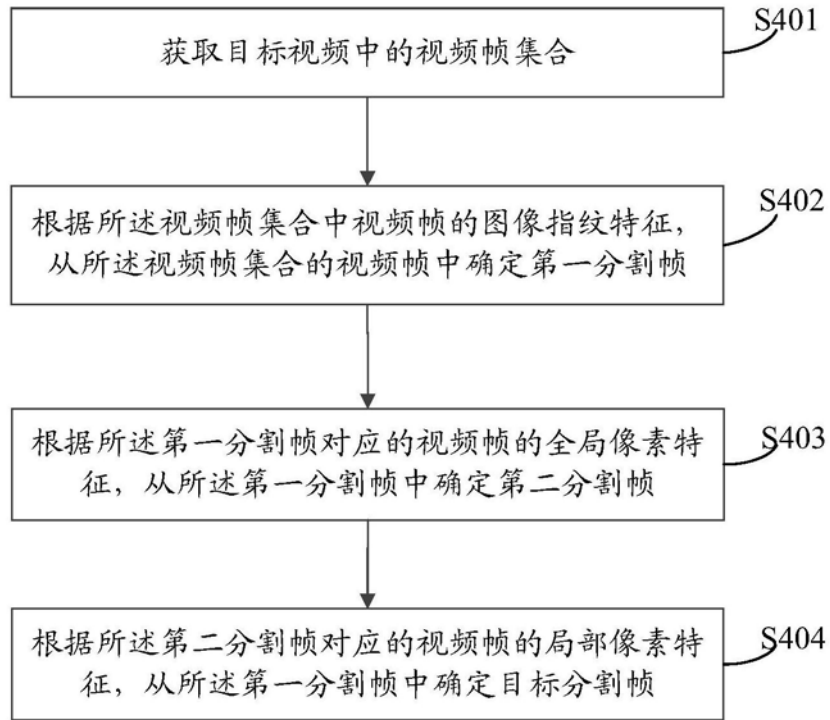 获取目标视频中的视频帧集合
S401
根据所述视频帧集合中视频帧的图像指纹特征,
从所述视频帧集合的视频帧中确定第一分割帧
S402
根据所述第一分割帧对应的视频帧的全局像素特
征,从所述第一分割帧中确定第二分割帧
S403
根据所述第二分割帧对应的视频帧的局部像素特
征,从所述第一分割帧中确定目标分割帧
S404